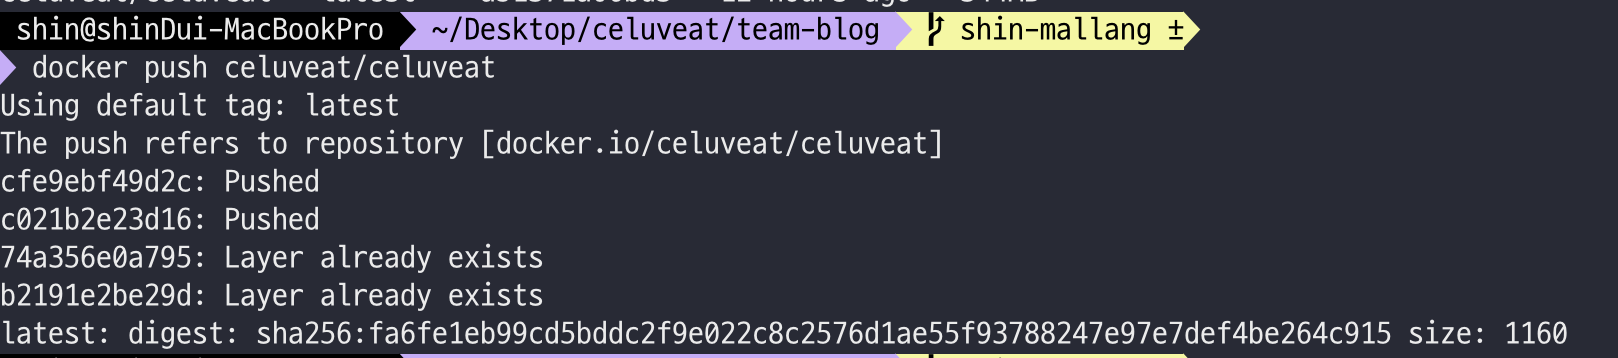 shin@shinDui-MacBookPro ~/Desktop/celuveat/team-blog shin-mallang ±
docker push celuveat/celuveat
Using default tag: latest
The push refers to repository [docker.io/celuveat/celuveat]
cfe9ebf49d2c: Pushed
c021b2e23d16: Pushed
74a356e0a795: Layer already exists
b2191e2be29d: Layer already exists
latest: digest: sha256:fa6fe1eb99cd5bddc2f9e022c8c2576d1ae55f93788247e97e7def4be264c915 size: 1160